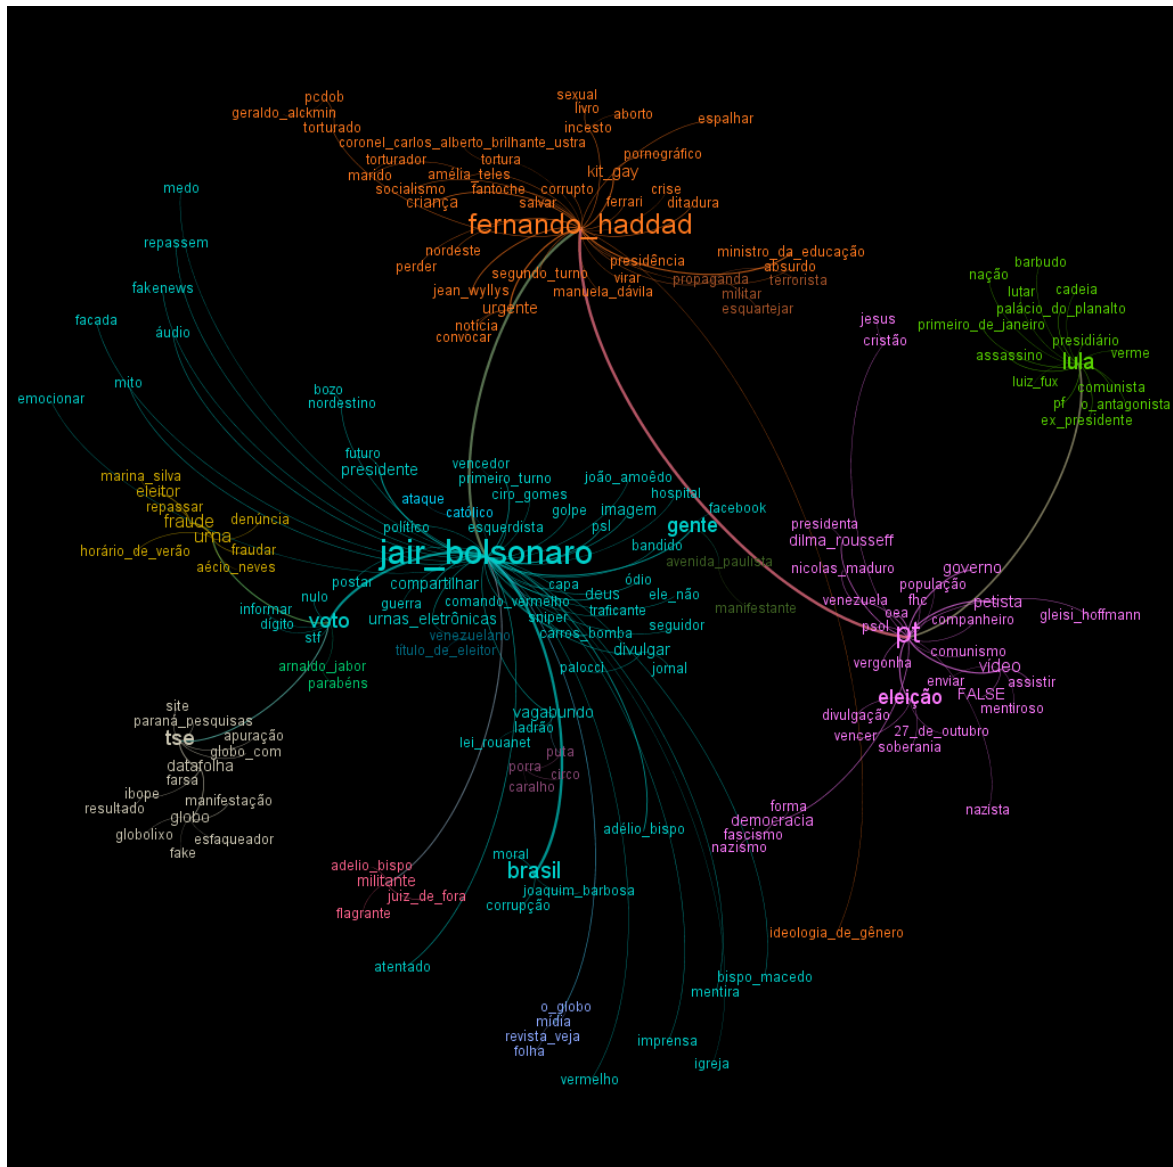 pcdob
geraldo_alckmin
torturado
coronel_carlos_alberto_brilhante_ustra
torturador
tortura
marido
amélia_teles
socialismo
fantoche
corrupto
criança
salvar
sexual
livro
aborto
incesto
espalhar
pornográfico
kit_gay
crise
ferrari
ditadura
fernando_haddad
nordeste
perder
segundo_turno
presidência
ministro_da_educação
absurdo
virar
propaganda
terrorista
jean_wyllys
manuela_dávila
militar
urgente
esquartejar
notícia
convocar
medo
repassem
fakenews
facada
áudio
mito
emocionar
bozo
nordestino
barbudo
nação
cadeia
lutar
palácio_do_planalto
primeiro_de_janeiro
presidiário
assassino
lula
verme
luiz_fux
comunista
pf
o_antagonista
ex_presidente
jesus
cristão
marina_silva
eleitor
repassar
fraude
denúncia
urna
horário_de_verão
fraudar
aécio_neves
futuro
presidente
vencedor
primeiro_turno
joão_amoêdo
ciro_gomes
hospital
ataque
católico
golpe
imagem
facebook
político
esquerdista
psl
gente
jair_bolsonaro
bandido
avenida_paulista
postar
compartilhar
capa
ódio
nulo
guerra
comando_vermelho
deus
ele_não
manifestante
informar
urnas_eletrônicas
sniper
traficante
dígito
voto
venezuelano
carros_bomba
seguidor
stf
título_de_eleitor
divulgar
palocci
jornal
arnaldo_jabor
parabéns
presidenta
dilma_rousseff
nicolas_maduro
governo
população
venezuela
fhc
petista
oea
gleisi_hoffmann
psol
companheiro
pt
comunismo
vergonha
vídeo
enviar
assistir
eleição
FALSE
mentiroso
divulgação
27_de_outubro
vencer
soberania
site
paraná_pesquisas
tse
apuração
globo_com
datafolha
farsa
ibope
resultado
manifestação
globo
globolixo
esfaqueador
fake
vagabundo
ladrão
lei_rouanet
puta
porra
circo
caralho
nazista
forma
democracia
fascismo
nazismo
adélio_bispo
moral
brasil
joaquim_barbosa
corrupção
adelio_bispo
militante
juiz_de_fora
flagrante
ideologia_de_gênero
atentado
bispo_macedo
mentira
o_globo
mídia
revista_veja
folha
imprensa
igreja
vermelho